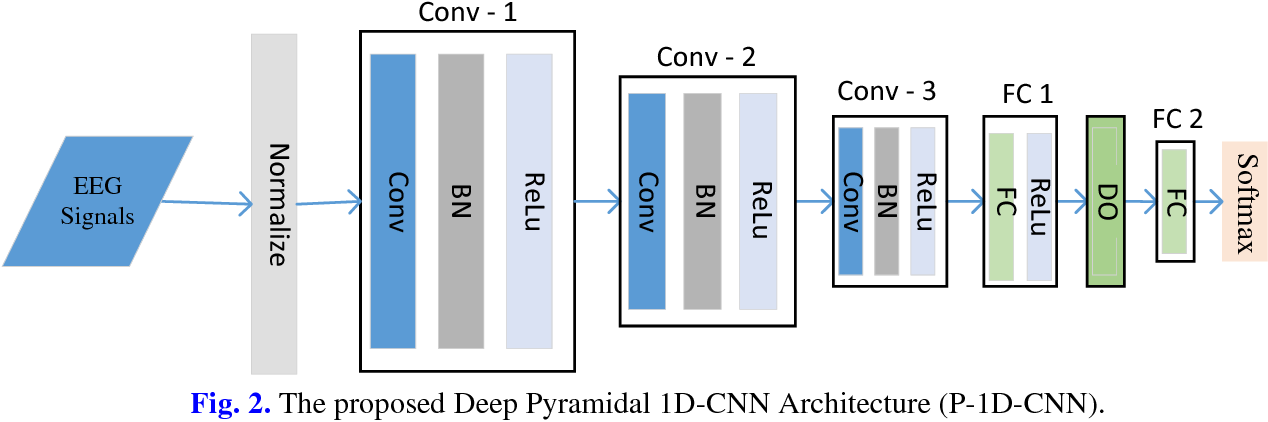 Conv - 1
Conv - 2
Conv - 3
FC 1
FC 2
EEG
Signals
Normalize
Conv
BN
ReLu
Conv
BN
ReLu
Conv
BN
ReLu
FC
ReLu
DO
FC
Softmax
Fig. 2. The proposed Deep Pyramidal 1D-CNN Architecture (P-1D-CNN).